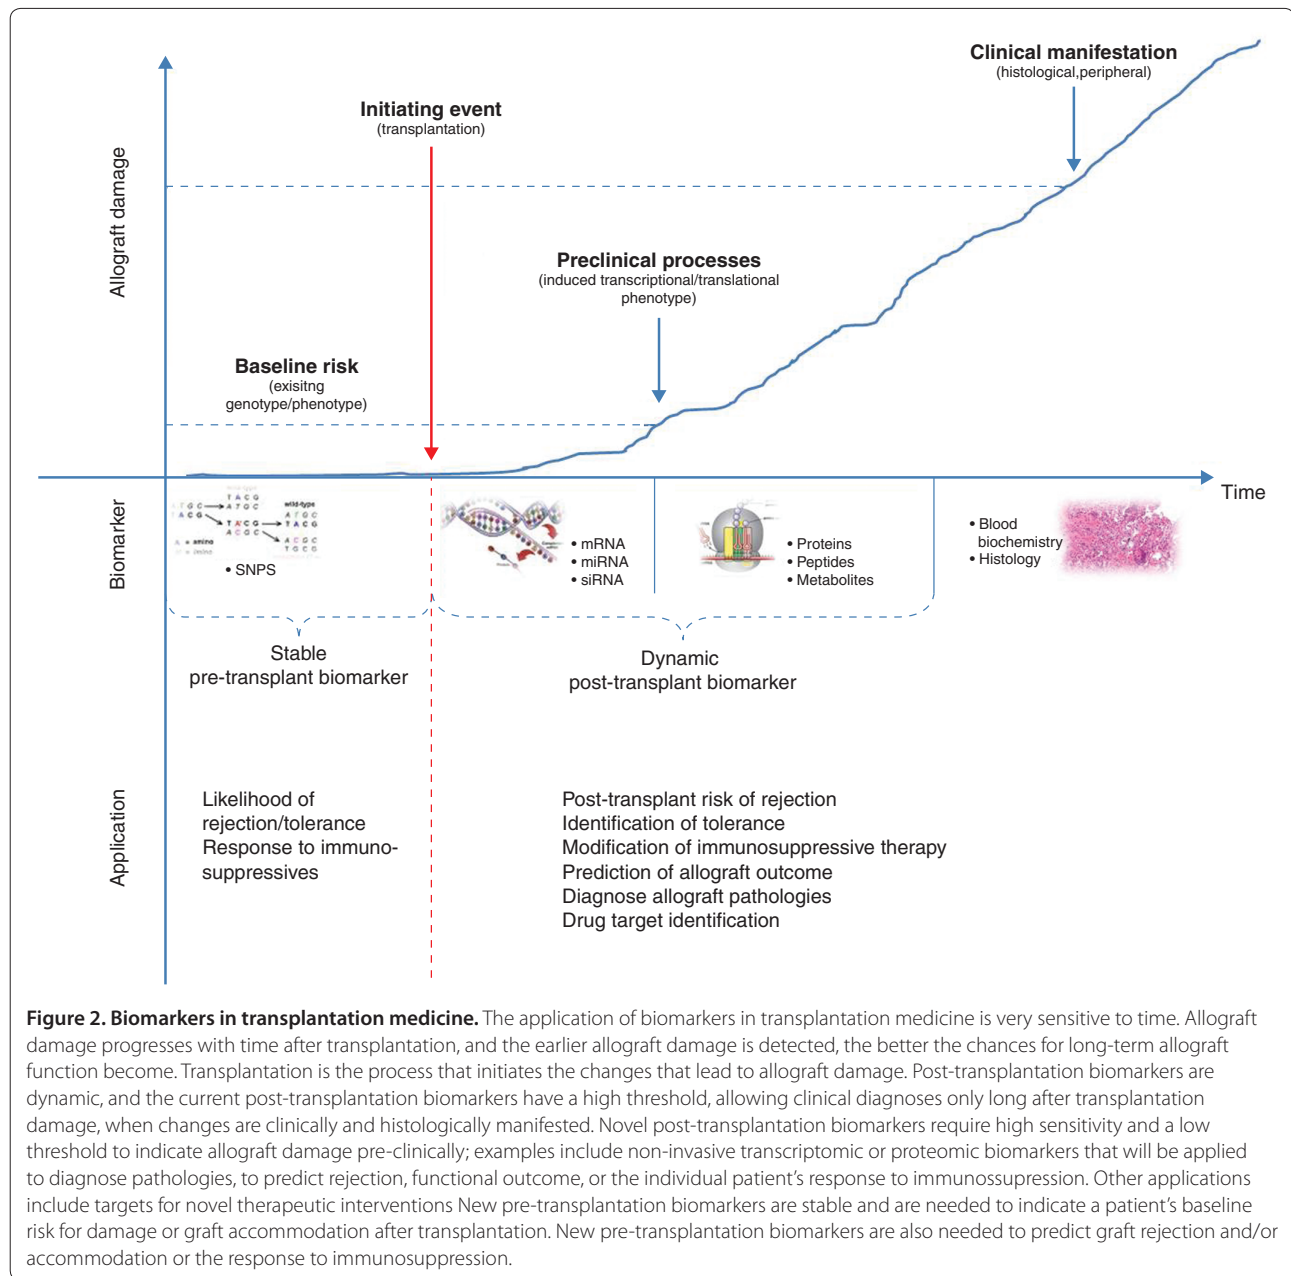 Clinical manifestation
(histological,peripheral)
Initiating event
(transplantation)
Allograft damage
Preclinical processes
(induced transcriptional/translational
phenotype)
Baseline risk
(exisitng
genotype/phenotype)
Time
Biomarker
T A C G
A T G C
wild-type
A T G C
T A C G
A T G C
T A C G
T A* C G
A C G C
A C G C
T G C G
• SNPS
• mRNA
• miRNA
• siRNA
• Proteins
• Peptides
• Metabolites
• Blood
biochemistry
• Histology
Stable
pre-transplant biomarker
Dynamic
post-transplant biomarker
Application
Likelihood of
rejection/tolerance
Response to immuno-
suppressives
Post-transplant risk of rejection
Identification of tolerance
Modification of immunosuppressive therapy
Prediction of allograft outcome
Diagnose allograft pathologies
Drug target identification
Figure 2. Biomarkers in transplantation medicine. The application of biomarkers in transplantation medicine is very sensitive to time. Allograft
damage progresses with time after transplantation, and the earlier allograft damage is detected, the better the chances for long-term allograft
function become. Transplantation is the process that initiates the changes that lead to allograft damage. Post-transplantation biomarkers are
dynamic, and the current post-transplantation biomarkers have a high threshold, allowing clinical diagnoses only long after transplantation
damage, when changes are clinically and histologically manifested. Novel post-transplantation biomarkers require high sensitivity and a low
threshold to indicate allograft damage pre-clinically; examples include non-invasive transcriptomic or proteomic biomarkers that will be applied
to diagnose pathologies, to predict rejection, functional outcome, or the individual patient's response to immunossupression. Other applications
include targets for novel therapeutic interventions New pre-transplantation biomarkers are stable and are needed to indicate a patient's baseline
risk for damage or graft accommodation after transplantation. New pre-transplantation biomarkers are also needed to predict graft rejection and/or
accommodation or the response to immunosuppression.